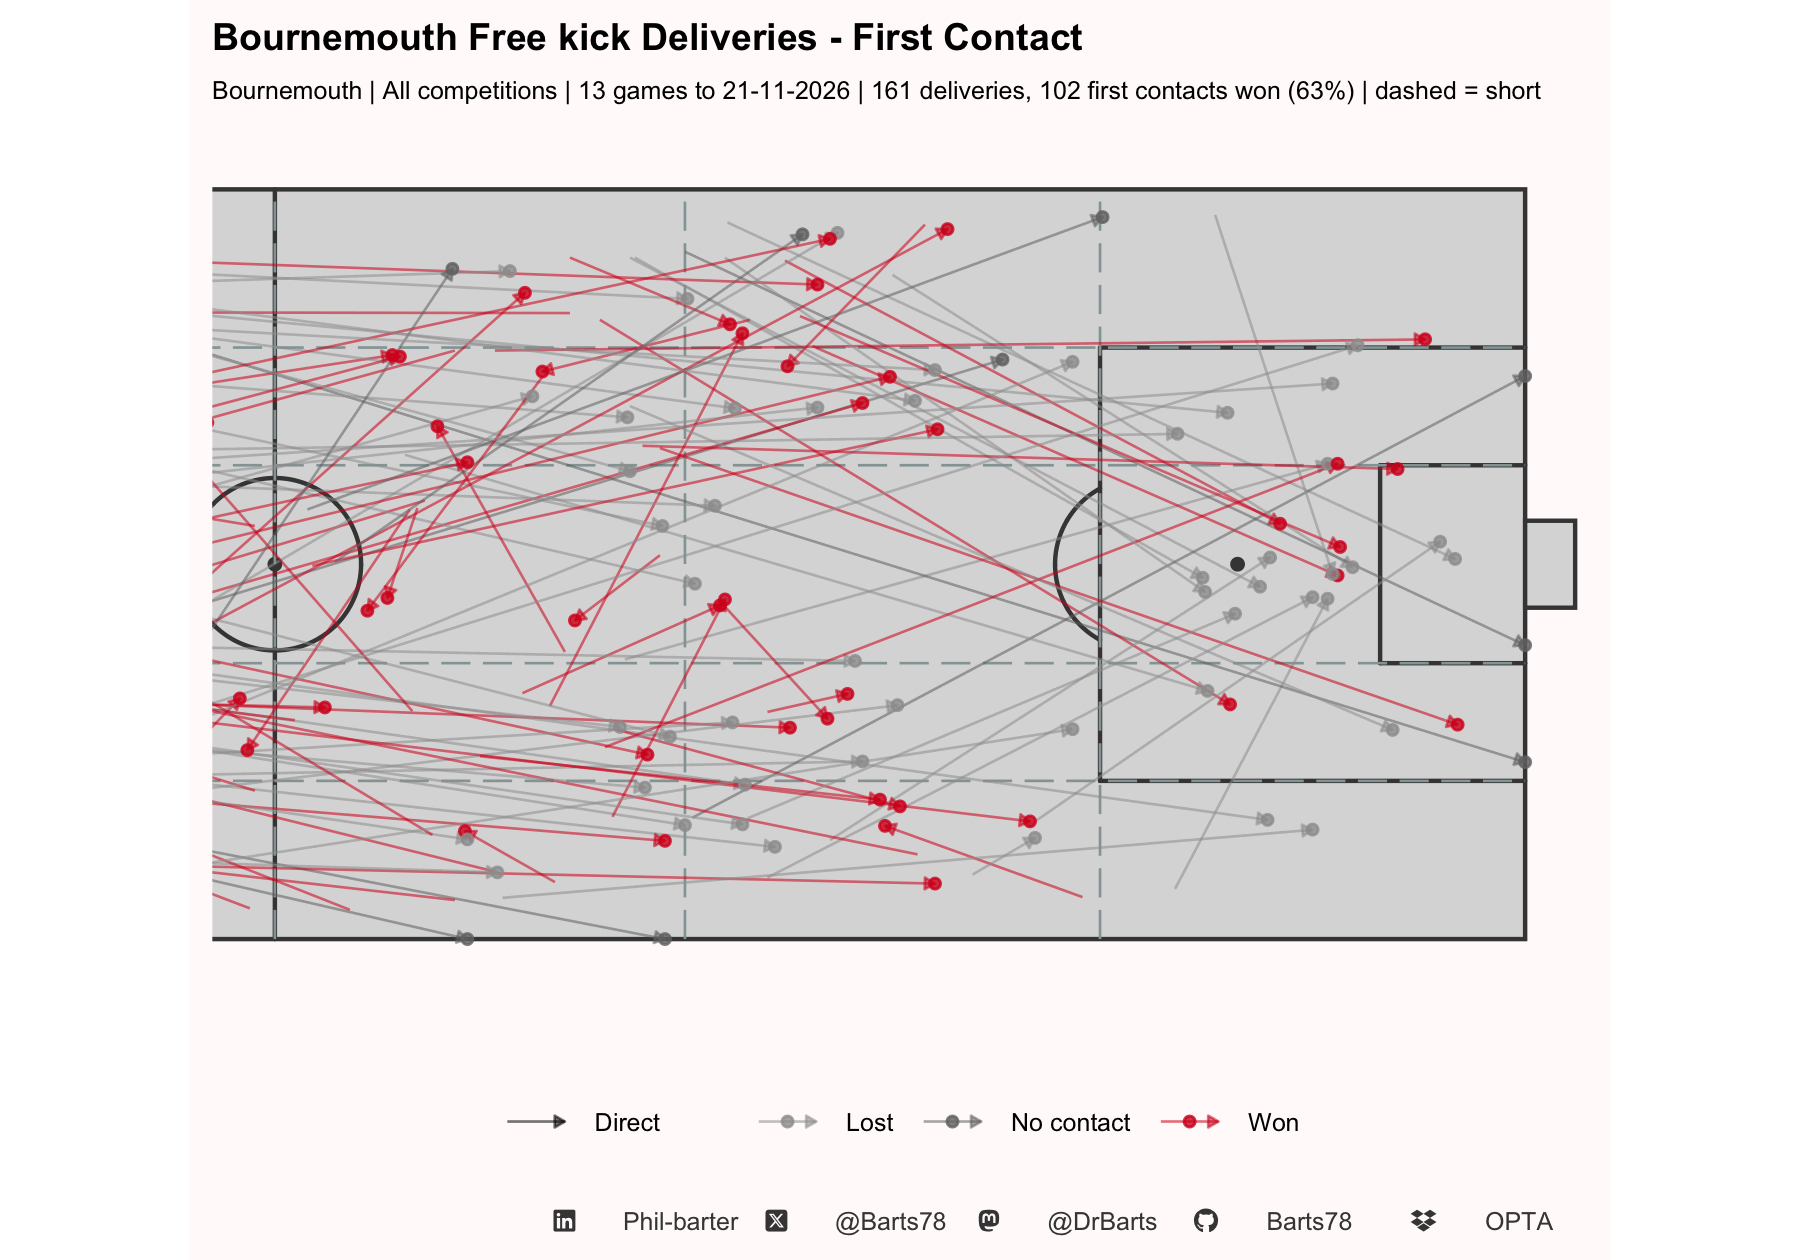 Bournemouth Free kick Deliveries - First Contact
Bournemouth | All competitions | 13 games to 21-11-2026 | 161 deliveries, 102 first contacts won (63%) | dashed = short
Direct Lost No contact Won
Phil-barter @Barts78 @DrBarts Barts78 OPTA